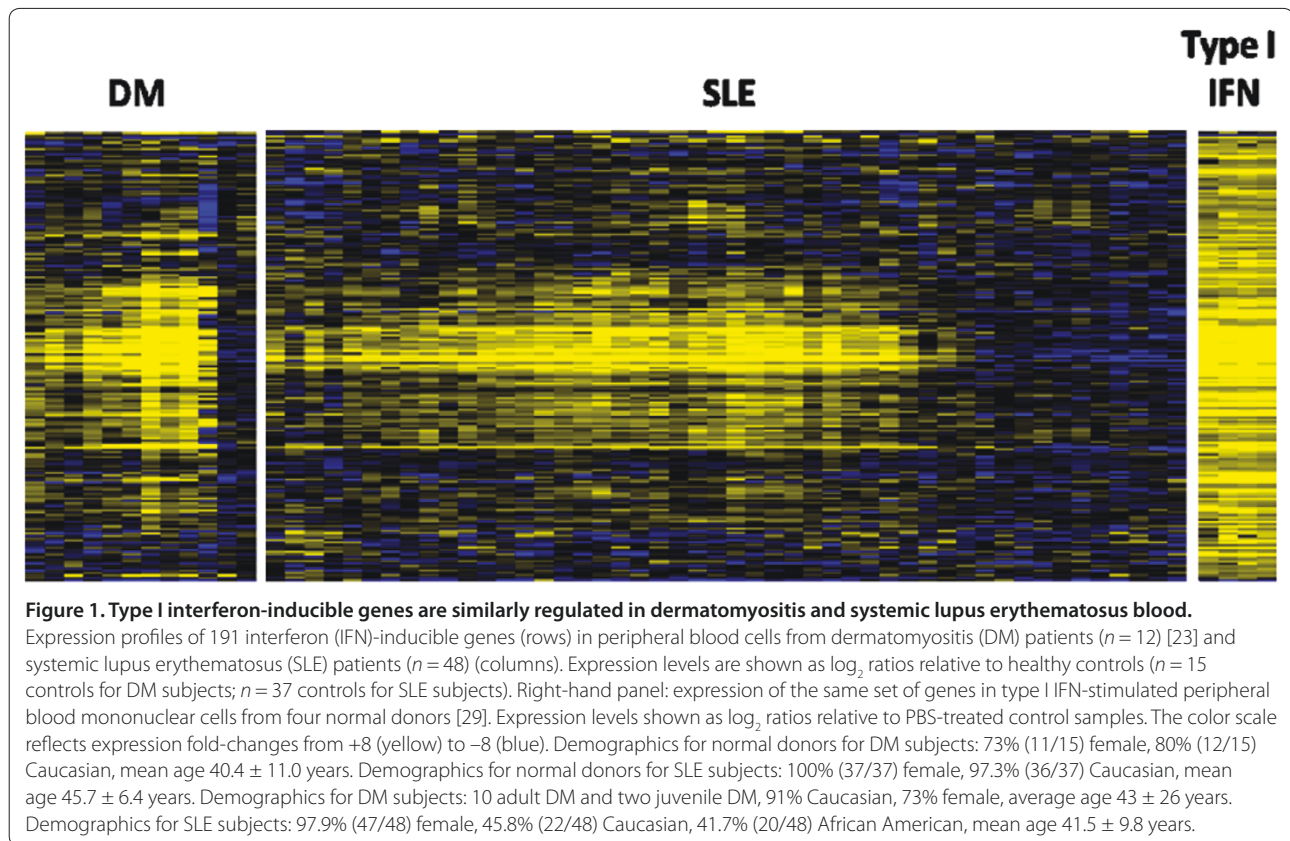 DM
SLE
Type I
IFN
Figure 1. Type I interferon-inducible genes are similarly regulated in dermatomyositis and systemic lupus erythematosus blood.
Expression profiles of 191 interferon (IFN)-inducible genes (rows) in peripheral blood cells from dermatomyositis (DM) patients (n = 12) [23] and
systemic lupus erythematosus (SLE) patients (n = 48) (columns). Expression levels are shown as log₂ ratios relative to healthy controls (n = 15
controls for DM subjects; n = 37 controls for SLE subjects). Right-hand panel: expression of the same set of genes in type I IFN-stimulated peripheral
blood mononuclear cells from four normal donors [29]. Expression levels shown as log₂ ratios relative to PBS-treated control samples. The color scale
reflects expression fold-changes from +8 (yellow) to –8 (blue). Demographics for normal donors for DM subjects: 73% (11/15) female, 80% (12/15)
Caucasian, mean age 40.4 ± 11.0 years. Demographics for normal donors for SLE subjects: 100% (37/37) female, 97.3% (36/37) Caucasian, mean
age 45.7 ± 6.4 years. Demographics for DM subjects: 10 adult DM and two juvenile DM, 91% Caucasian, 73% female, average age 43 ± 26 years.
Demographics for SLE subjects: 97.9% (47/48) female, 45.8% (22/48) Caucasian, 41.7% (20/48) African American, mean age 41.5 ± 9.8 years.